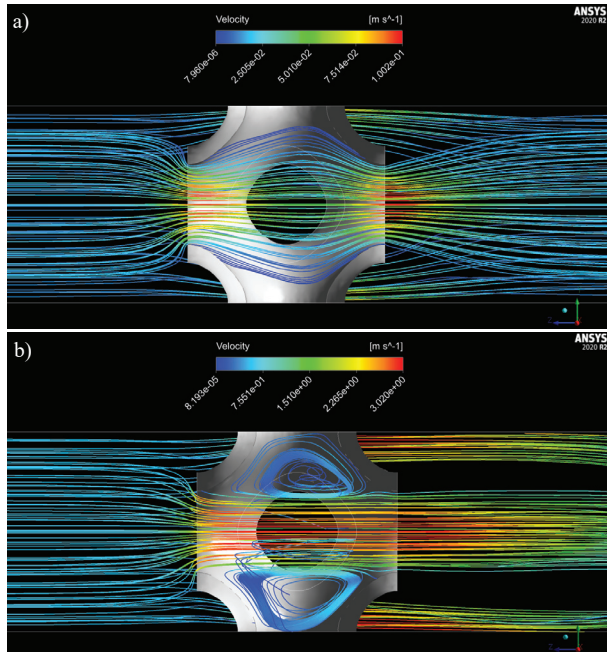 a)
Velocity [m s^-1]
ANSYS
2020 R2
7.960e-06 2.505e-02 5.010e-02 7.514e-02 1.002e-01
b)
Velocity [m s^-1]
ANSYS
2020 R2
8.193e-05 7.551e-01 1.510e+00 2.265e+00 3.020e+00